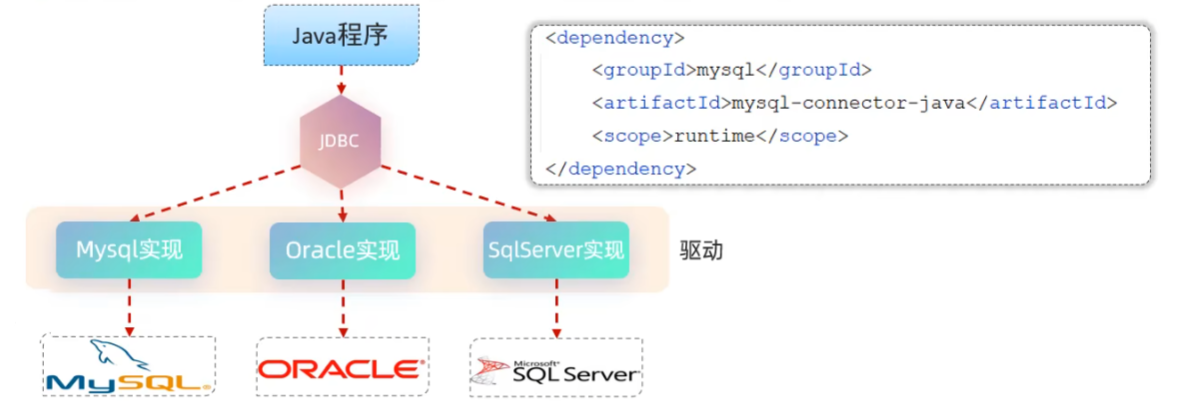 Java程序
JDBC
Mysql实现
Oracle实现
SqlServer实现
驱动
MySQL®
ORACLE®
Microsoft®
SQL Server
<dependency>
<groupId>mysql</groupId>
<artifactId>mysql-connector-java</artifactId>
<scope>runtime</scope>
</dependency>